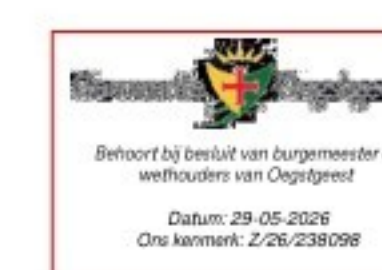 Behoort bij besluit van burgemeester
wethouders van Oegstgeest
Datum: 29-05-2026
Ons kenmerk: Z/26/238098